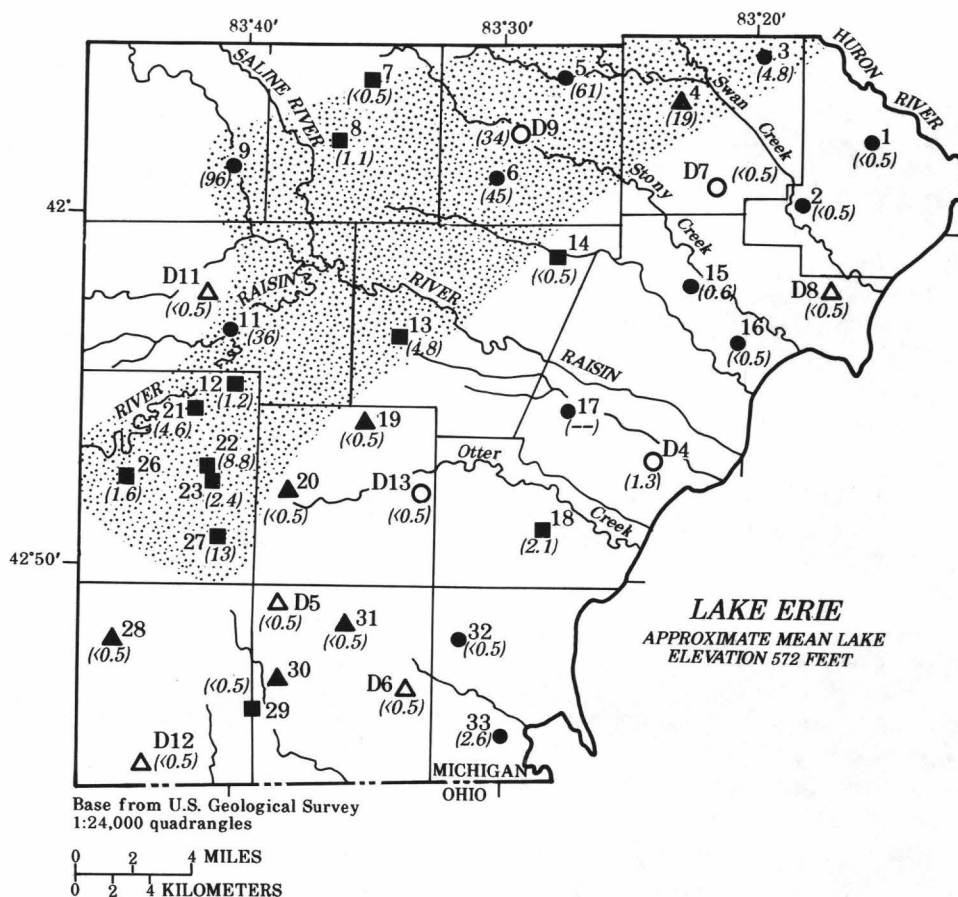 83°40′ 83°30′ 83°20′
HURON RIVER
SALINE RIVER
7
(<0.5)
5
(61)
3
(4.8)
4
(19)
Swan Creek
8
(1.1)
(34) D9
1
(<0.5)
9
(96)
6
(45)
D7 (<0.5)
Stony Creek
2
(<0.5)
42°
14
(<0.5)
D11
(<0.5)
RAISIN RIVER
15
(0.6)
D8
(<0.5)
11
(36)
13
(4.8)
16
(<0.5)
RAISIN
RIVER
12
(1.2)
21
(4.6)
19
(<0.5)
17
(--)
22
(8.8)
Otter Creek
D4
(1.3)
26
(1.6)
23
(2.4)
20
(<0.5)
D13
(<0.5)
27
(13)
18
(2.1)
42°50′
D5
(<0.5)
LAKE ERIE
APPROXIMATE MEAN LAKE
ELEVATION 572 FEET
28
(<0.5)
31
(<0.5)
32
(<0.5)
(<0.5)
30
D6
(<0.5)
29
33
(2.6)
D12
(<0.5)
MICHIGAN
OHIO
Base from U.S. Geological Survey
1:24,000 quadrangles
0 2 4 MILES
0 2 4 KILOMETERS